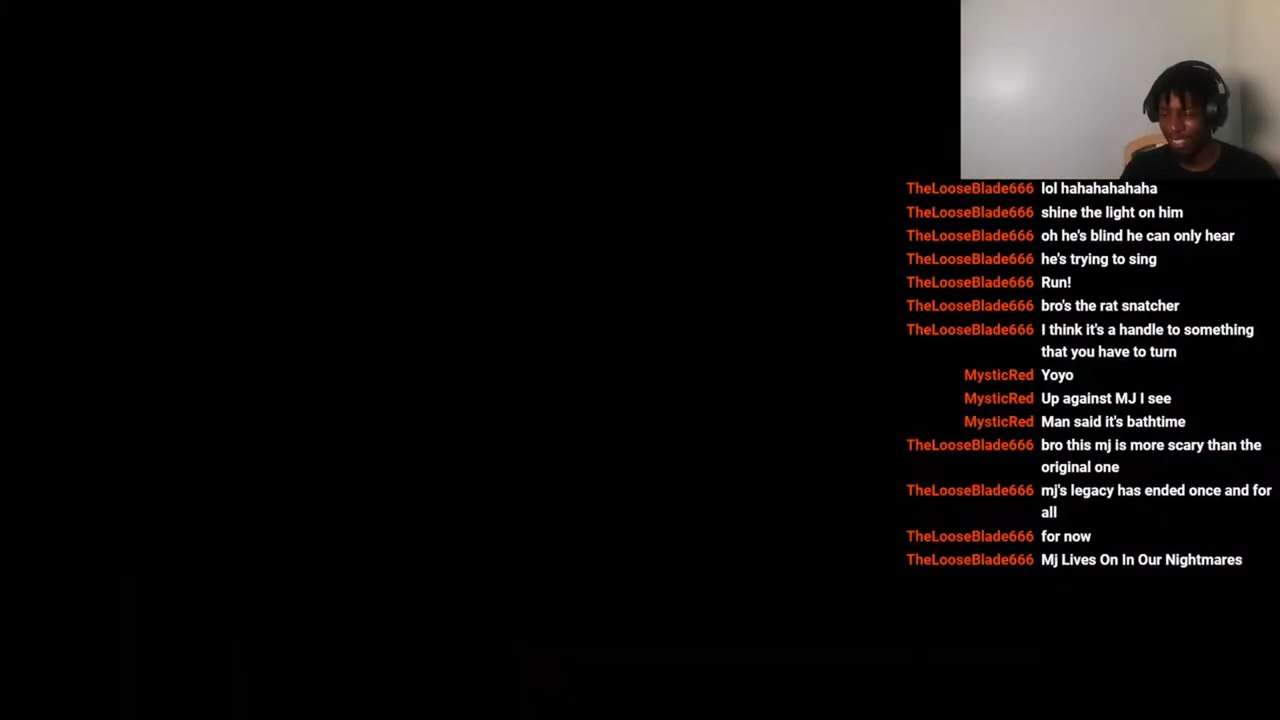 TheLooseBlade666 lol hahahahahaha
TheLooseBlade666 shine the light on him
TheLooseBlade666 oh he's blind he can only hear
TheLooseBlade666 he's trying to sing
TheLooseBlade666 Run!
TheLooseBlade666 bro's the rat snatcher
TheLooseBlade666 I think it's a handle to something
that you have to turn
MysticRed Yoyo
MysticRed Up against MJ I see
MysticRed Man said it's bathtime
TheLooseBlade666 bro this mj is more scary than the
original one
TheLooseBlade666 mj's legacy has ended once and for
all
TheLooseBlade666 for now
TheLooseBlade666 Mj Lives On In Our Nightmares